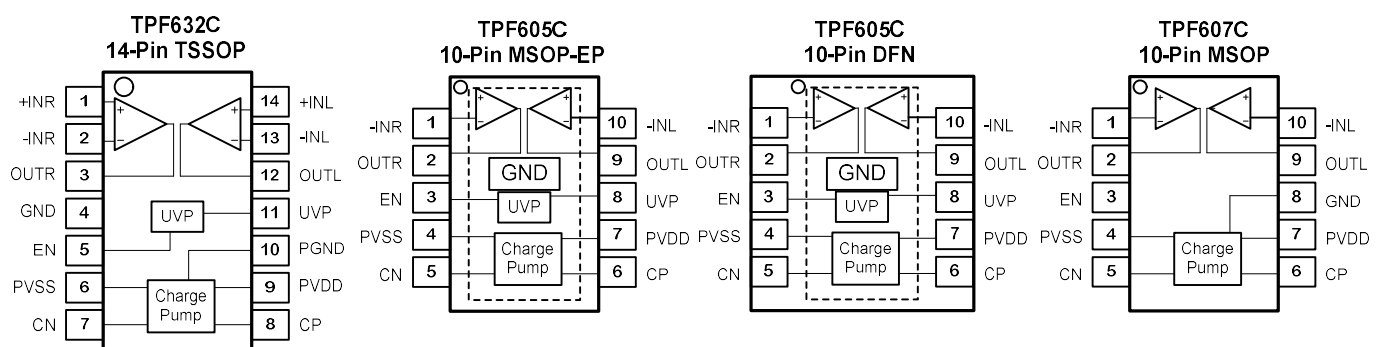 TPF632C
14-Pin TSSOP
+INR 1 14 +INL
+ +
-INR 2 13 -INL
− −
OUTR 3 12 OUTL
GND 4 UVP 11 UVP
EN 5 10 PGND
PVSS 6 Charge Pump 9 PVDD
CN 7 8 CP
TPF605C
10-Pin MSOP-EP
+ +
-INR 1 10 -INL
− −
OUTR 2 9 OUTL
GND
EN 3 UVP 8 UVP
PVSS 4 Charge 7 PVDD
CN 5 Pump 6 CP
TPF605C
10-Pin DFN
+ +
-INR 1 10 -INL
− −
OUTR 2 9 OUTL
GND
EN 3 UVP 8 UVP
PVSS 4 Charge 7 PVDD
CN 5 Pump 6 CP
TPF607C
10-Pin MSOP
+ +
-INR 1 10 -INL
− −
OUTR 2 9 OUTL
EN 3 8 GND
PVSS 4 Charge 7 PVDD
CN 5 Pump 6 CP